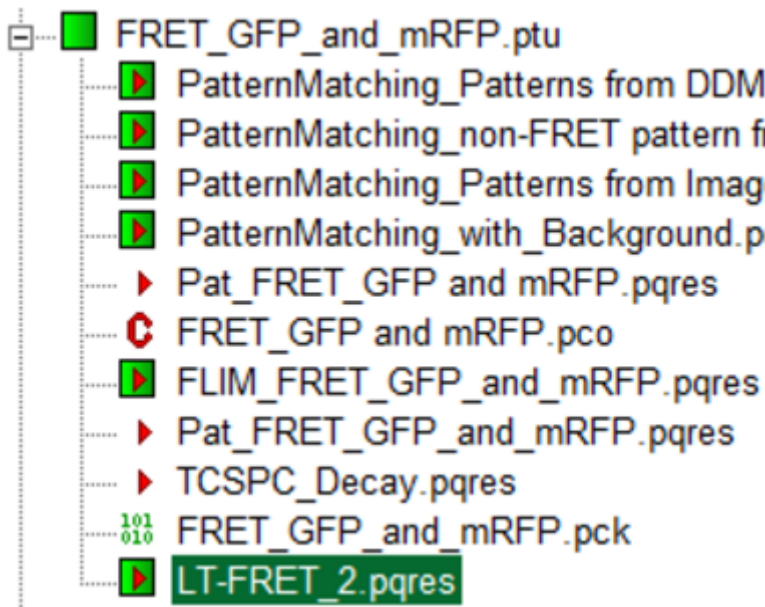 FRET_GFP_and_mRFP.ptu
PatternMatching_Patterns from DDM
PatternMatching_non-FRET pattern
PatternMatching_Patterns from Imag
PatternMatching_with_Background.p
Pat_FRET_GFP and mRFP.pqres
FRET_GFP and mRFP.pco
FLIM_FRET_GFP_and_mRFP.pqres
Pat_FRET_GFP_and_mRFP.pqres
TCSPC_Decay.pqres
101
010 FRET_GFP_and_mRFP.pck
LT-FRET_2.pqres